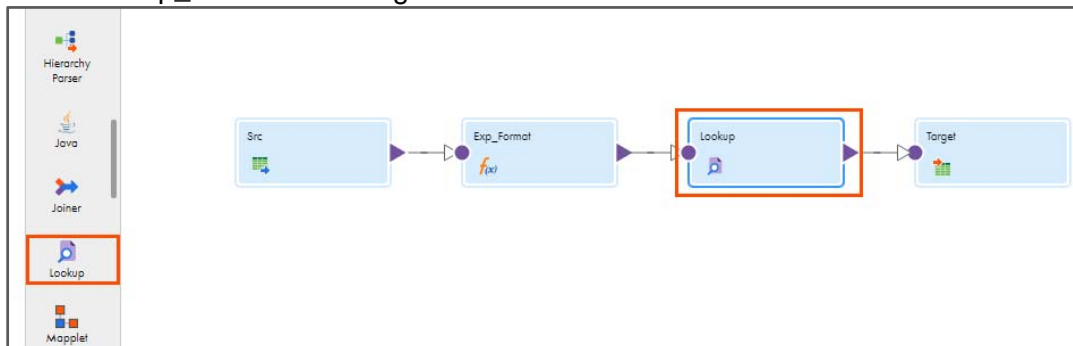 Hierarchy
Parser
Java
Joiner
Lookup
Mapplet
Src
Exp_Format
f(x)
Lookup
Target